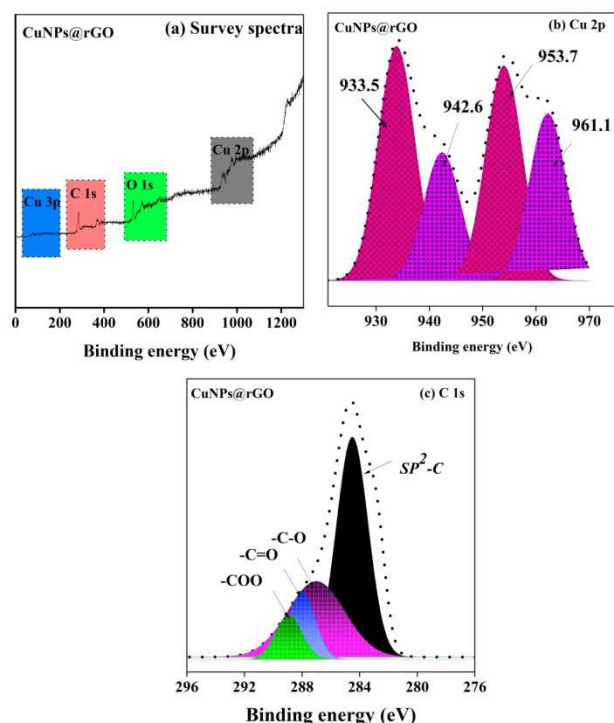 CuNPs@rGO
(a) Survey spectra
Cu 3p
C 1s
O 1s
Cu 2p
0 200 400 600 800 1000 1200
Binding energy (eV)
CuNPs@rGO
(b) Cu 2p
933.5
942.6
953.7
961.1
930 940 950 960 970
Binding energy (eV)
CuNPs@rGO
(c) C 1s
SP²-C
-C-O
-C=O
-COO
296 292 288 284 280 276
Binding energy (eV)